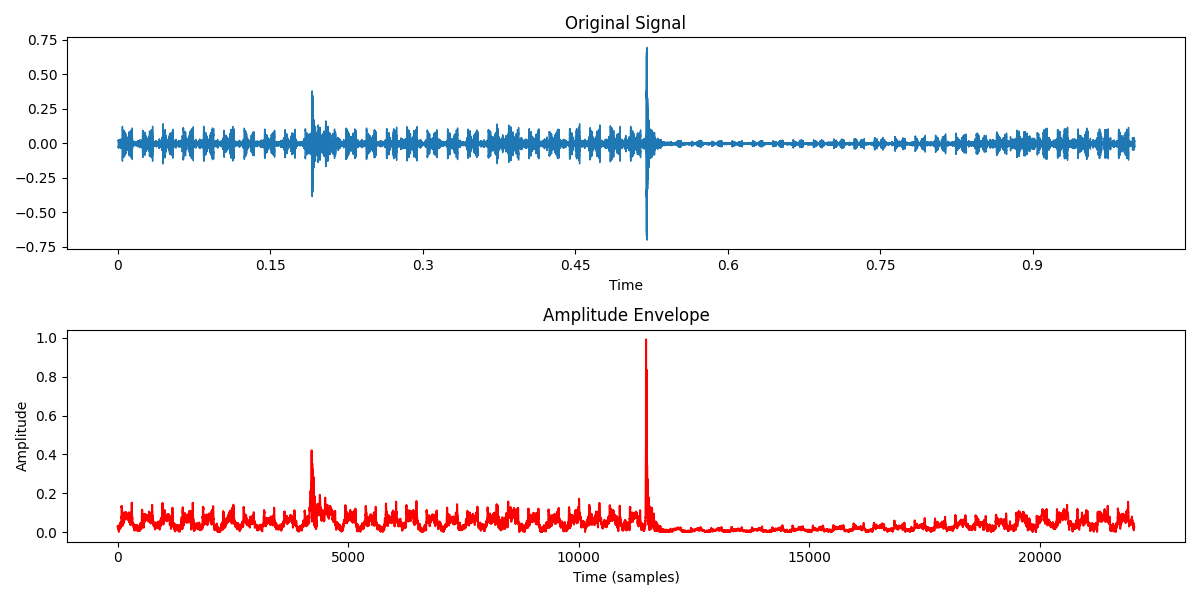 Original Signal
0.75
0.50
0.25
0.00
−0.25
−0.50
−0.75
0 0.15 0.3 0.45 0.6 0.75 0.9
Time
Amplitude Envelope
1.0
0.8
0.6
0.4
0.2
0.0
Amplitude
0 5000 10000 15000 20000
Time (samples)